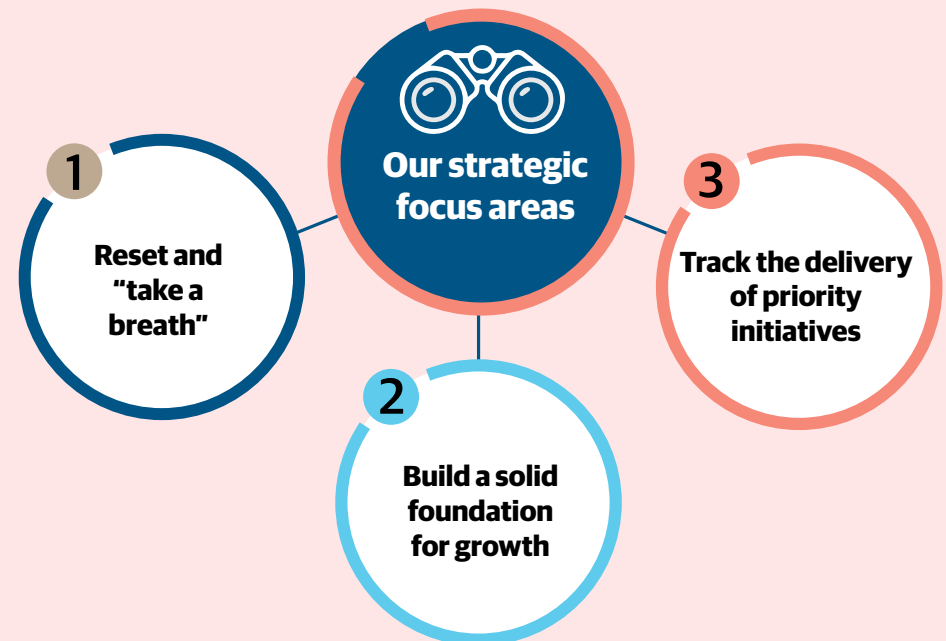 Our strategic
focus areas
1
Reset and
“take a
breath”
2
Build a solid
foundation
for growth
3
Track the delivery
of priority
initiatives